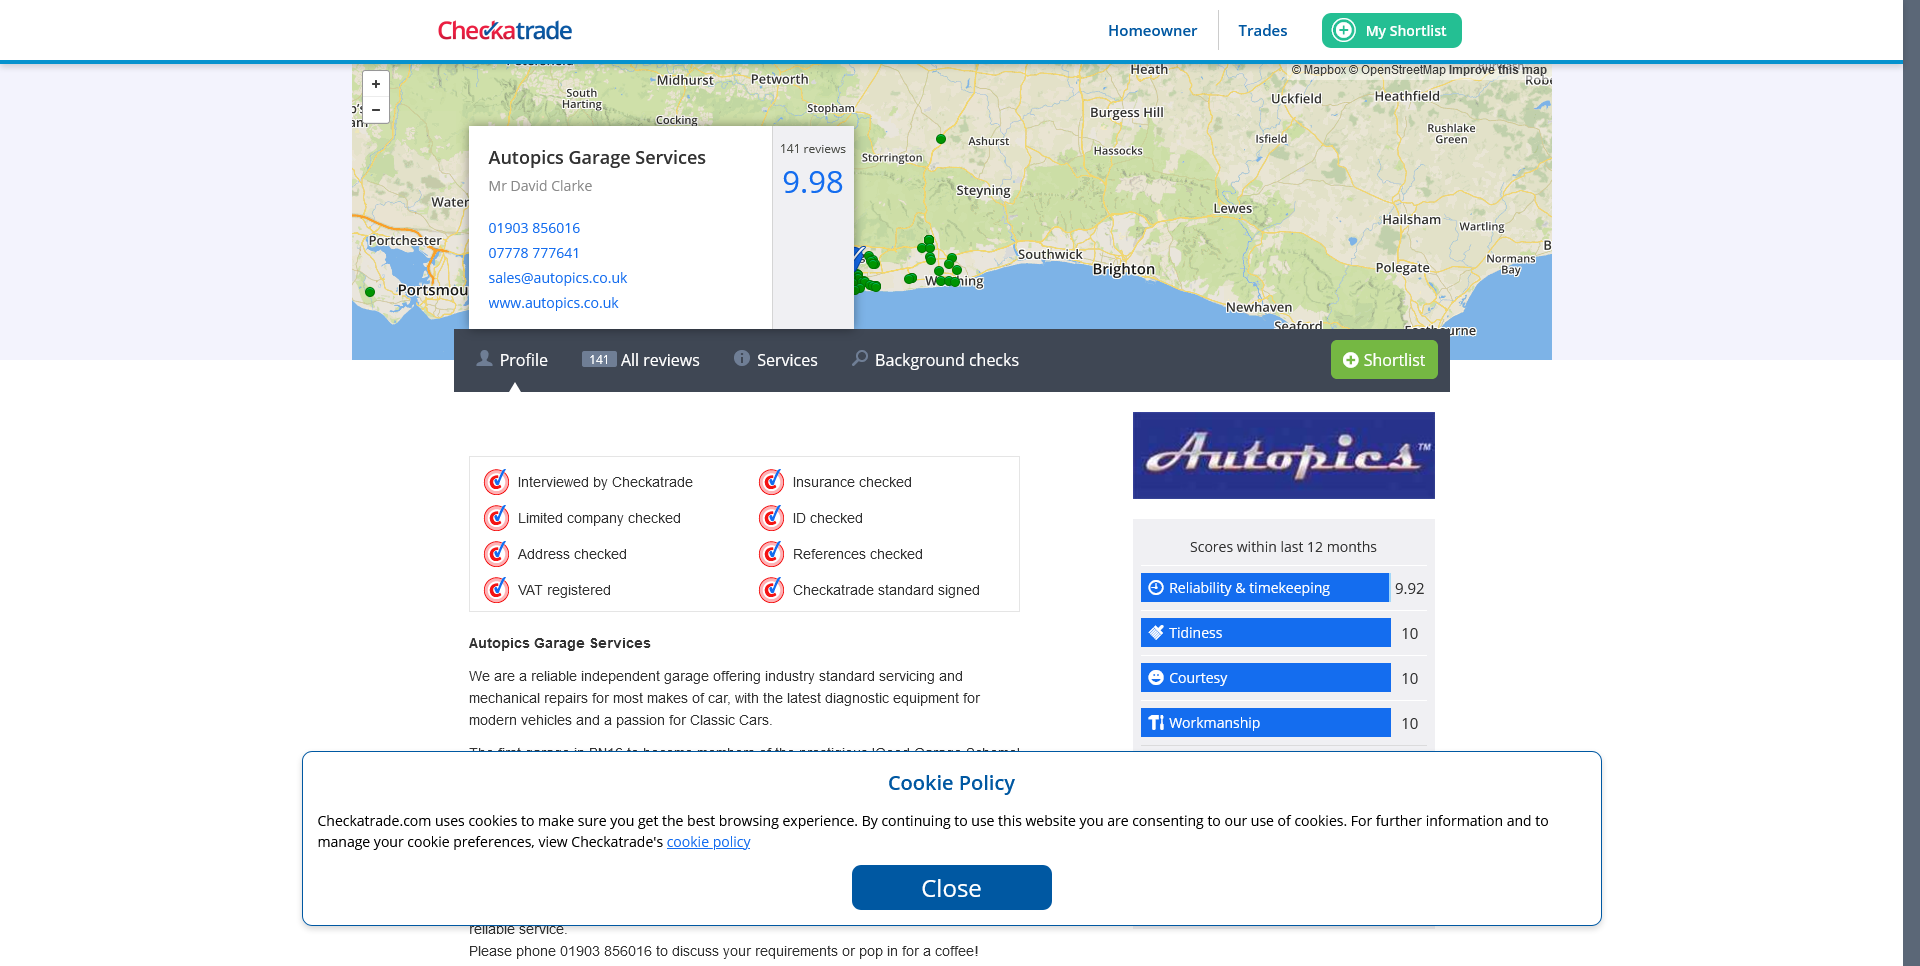 Checkatrade
Homeowner
Trades
My Shortlist
© Mapbox © OpenStreetMap Improve this map
+
−
Midhurst
Petworth
Heath
South
Harting
Stopham
Uckfield
Heathfield
Cocking
Burgess Hill
Isfield
Rushlake
Green
Ashurst
Hassocks
Storrington
Steyning
Lewes
Hailsham
Wartling
Portchester
Southwick
Brighton
Polegate
Normans
Bay
Newhaven
Seaford
Autopics Garage Services
Mr David Clarke
01903 856016
07778 777641
sales@autopics.co.uk
www.autopics.co.uk
141 reviews
9.98
Profile
141 All reviews
Services
Background checks
Shortlist
Autopics™
Interviewed by Checkatrade
Insurance checked
Limited company checked
ID checked
Address checked
References checked
VAT registered
Checkatrade standard signed
Scores within last 12 months
Reliability & timekeeping 9.92
Tidiness 10
Courtesy 10
Workmanship 10
Autopics Garage Services
We are a reliable independent garage offering industry standard servicing and
mechanical repairs for most makes of car, with the latest diagnostic equipment for
modern vehicles and a passion for Classic Cars.
Cookie Policy
Checkatrade.com uses cookies to make sure you get the best browsing experience. By continuing to use this website you are consenting to our use of cookies. For further information and to
manage your cookie preferences, view Checkatrade's cookie policy
Close
reliable service.
Please phone 01903 856016 to discuss your requirements or pop in for a coffee!